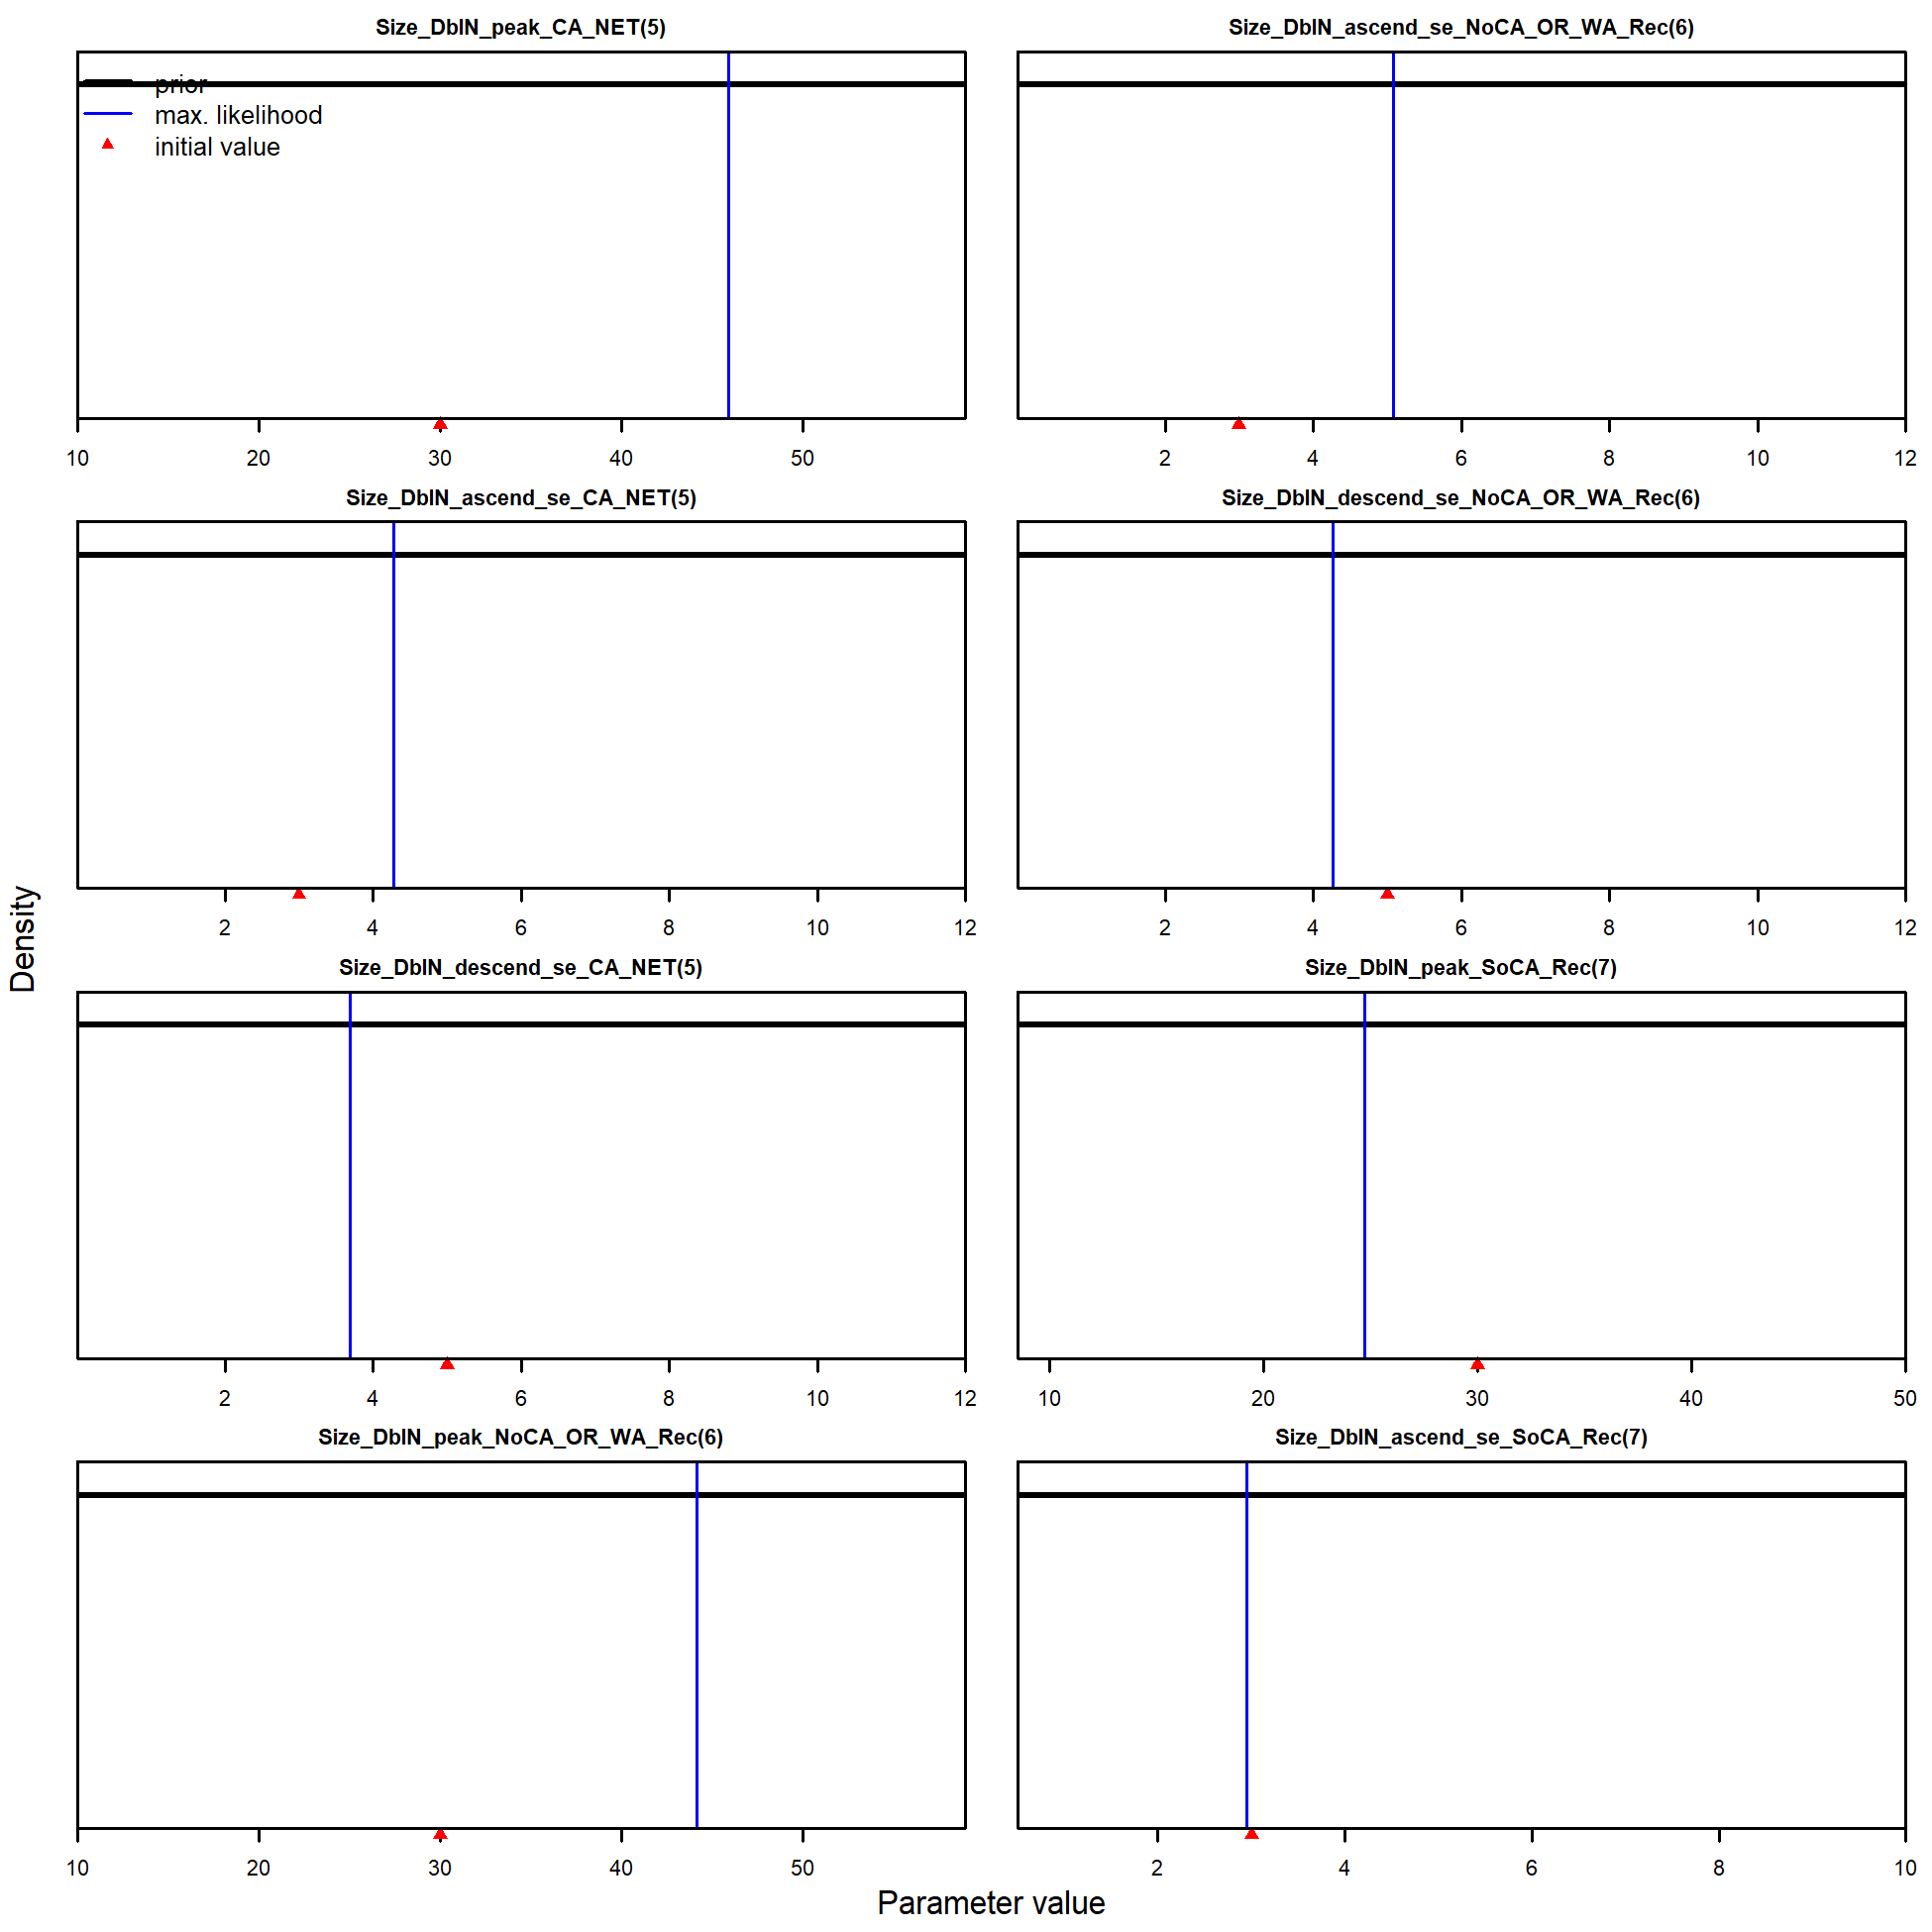 Size_DblN_peak_CA_NET(5)
prior
max. likelihood
initial value
10 20 30 40 50
Size_DblN_ascend_se_NoCA_OR_WA_Rec(6)
2 4 6 8 10 12
Size_DblN_ascend_se_CA_NET(5)
2 4 6 8 10 12
Size_DblN_descend_se_NoCA_OR_WA_Rec(6)
2 4 6 8 10 12
Size_DblN_descend_se_CA_NET(5)
2 4 6 8 10 12
Size_DblN_peak_SoCA_Rec(7)
10 20 30 40 50
Size_DblN_peak_NoCA_OR_WA_Rec(6)
10 20 30 40 50
Size_DblN_ascend_se_SoCA_Rec(7)
2 4 6 8 10
Density
Parameter value